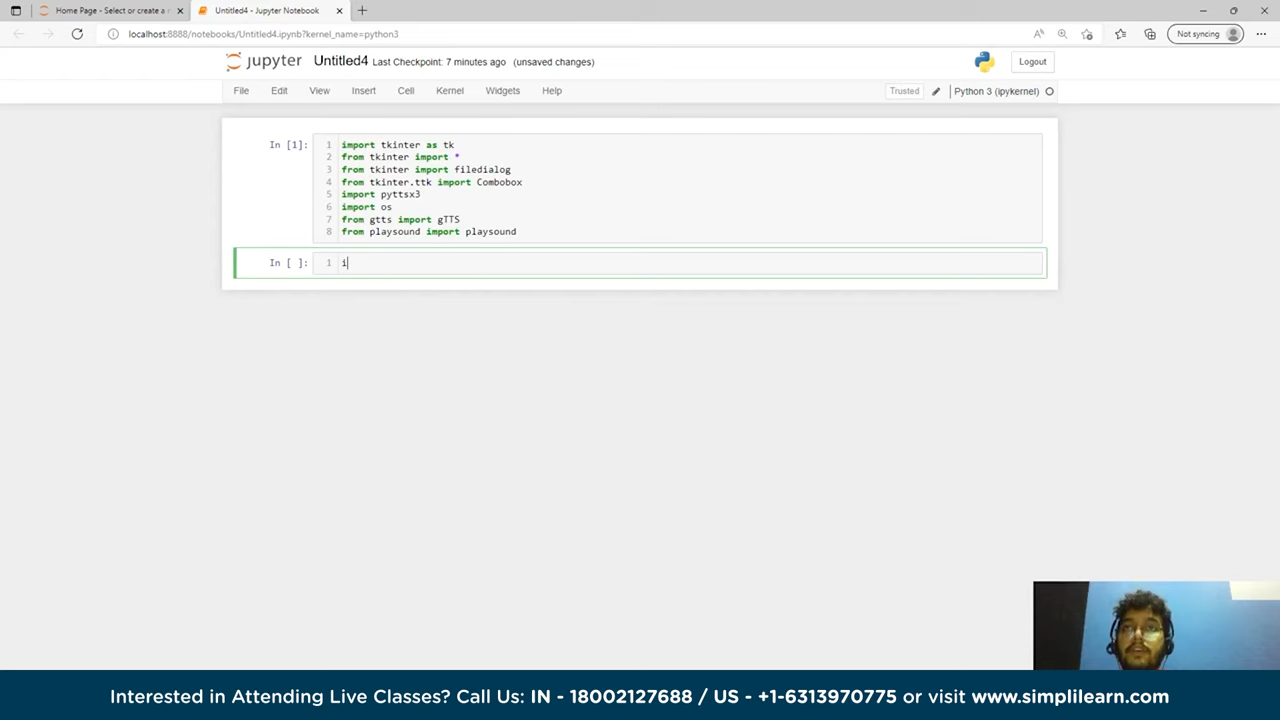 Home Page - Select or create a n
Untitled4 - Jupyter Notebook
localhost:8888/notebooks/Untitled4.ipynb?kernel_name=python3
Not syncing
jupyter Untitled4 Last Checkpoint: 7 minutes ago (unsaved changes)
Logout
File Edit View Insert Cell Kernel Widgets Help
Trusted
Python 3 (ipykernel)
In [1]:
1 import tkinter as tk
2 from tkinter import *
3 from tkinter import filedialog
4 from tkinter.ttk import Combobox
5 import pyttsx3
6 import os
7 from gtts import gTTS
8 from playsound import playsound
In [ ]:
1 i
Interested in Attending Live Classes? Call Us: IN - 18002127688 / US - +1-6313970775 or visit www.simplilearn.com